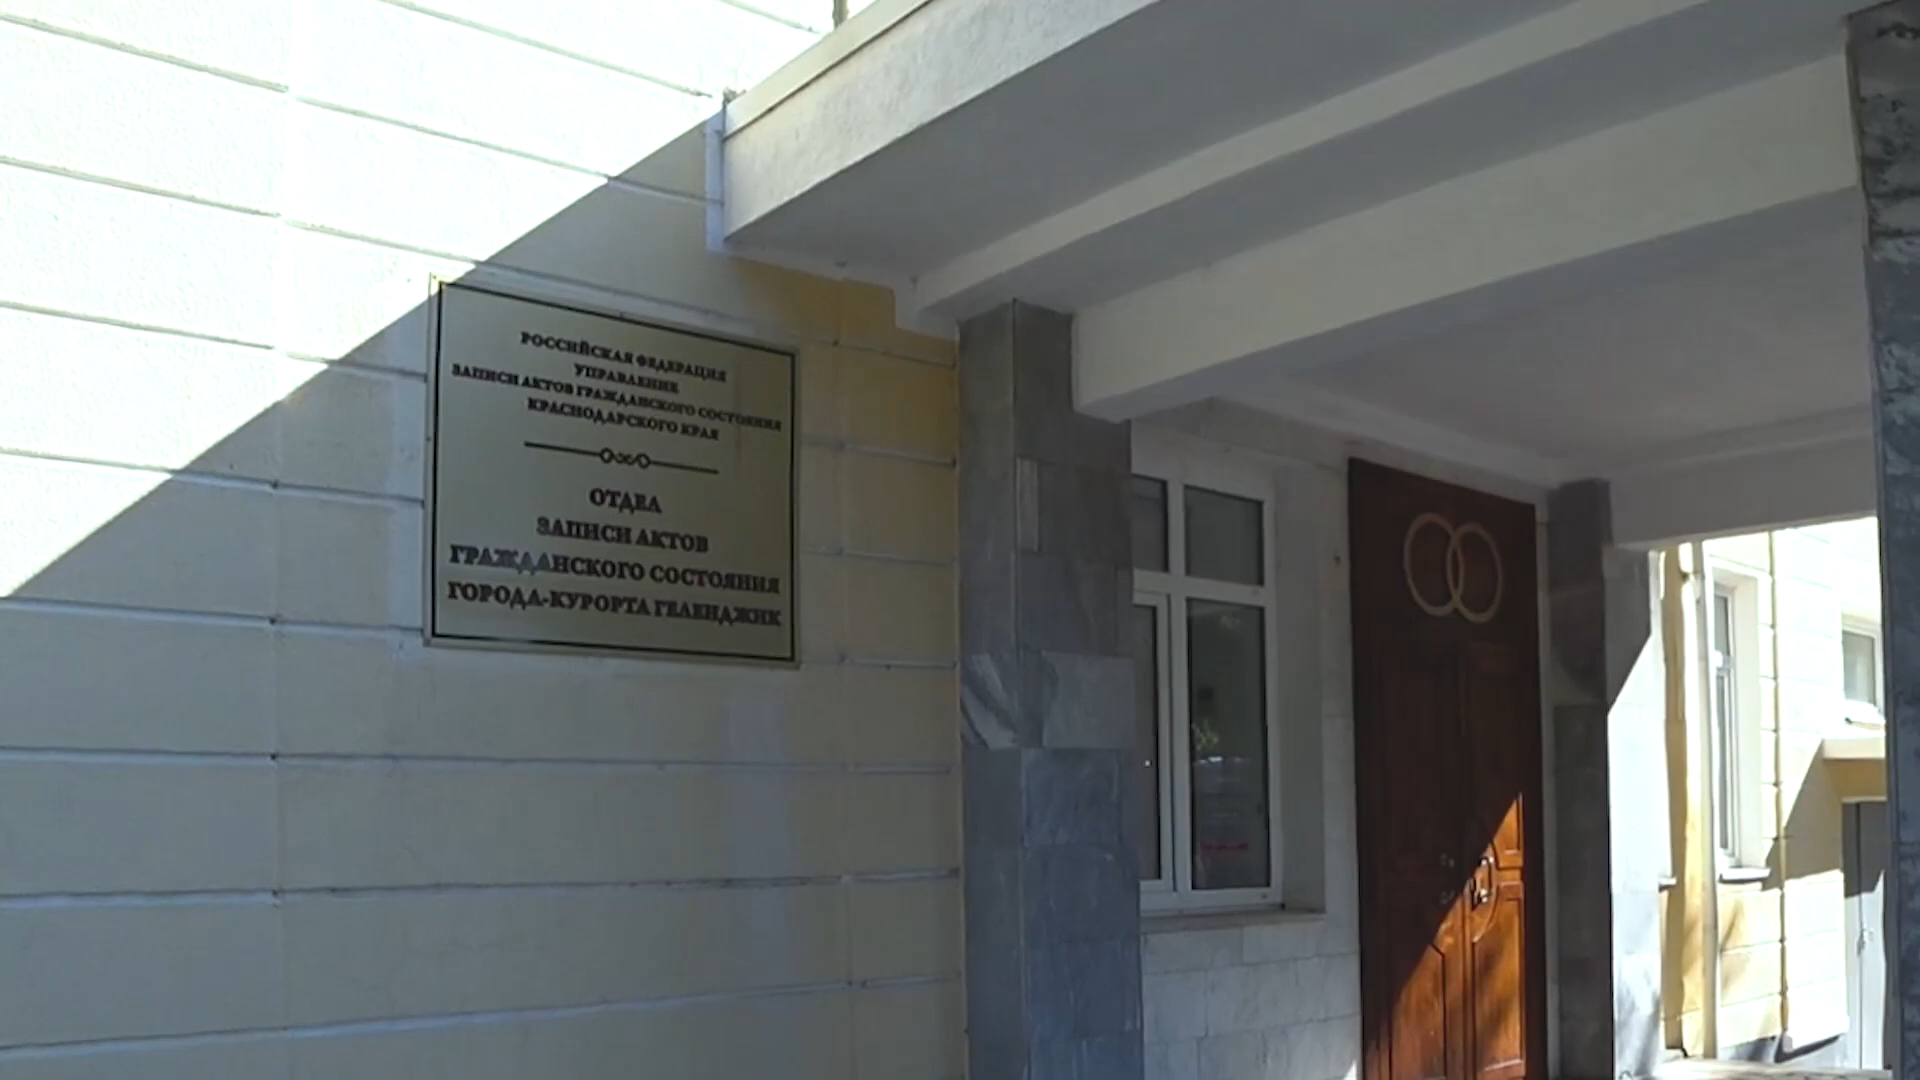 РОССИЙСКАЯ ФЕДЕРАЦИЯ
УПРАВЛЕНИЕ
ЗАПИСИ АКТОВ ГРАЖДАНСКОГО СОСТОЯНИЯ
КРАСНОДАРСКОГО КРАЯ
ОТДЕЛ
ЗАПИСИ АКТОВ
ГРАЖДАНСКОГО СОСТОЯНИЯ
ГОРОДА-КУРОРТА ГЕЛЕНДЖИК